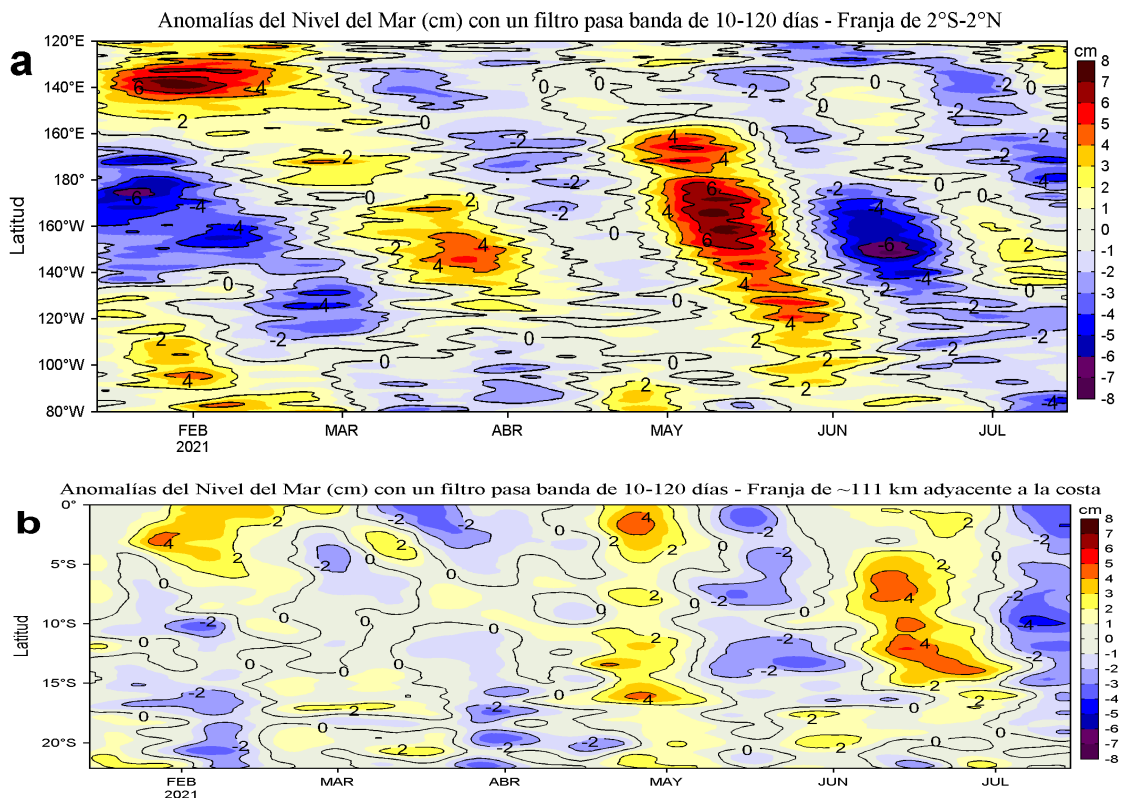 Anomalías del Nivel del Mar (cm) con un filtro pasa banda de 10-120 días - Franja de 2°S-2°N
a
cm
Latitud
120°E
140°E
160°E
180°
160°W
140°W
120°W
100°W
80°W
8
7
6
5
4
3
2
1
0
-1
-2
-3
-4
-5
-6
-7
-8
FEB MAR ABR MAY JUN JUL
2021
Anomalías del Nivel del Mar (cm) con un filtro pasa banda de 10-120 días - Franja de ~111 km adyacente a la costa
b
cm
Latitud
0°
5°S
10°S
15°S
20°S
8
7
6
5
4
3
2
1
0
-1
-2
-3
-4
-5
-6
-7
-8
FEB MAR ABR MAY JUN JUL
2021